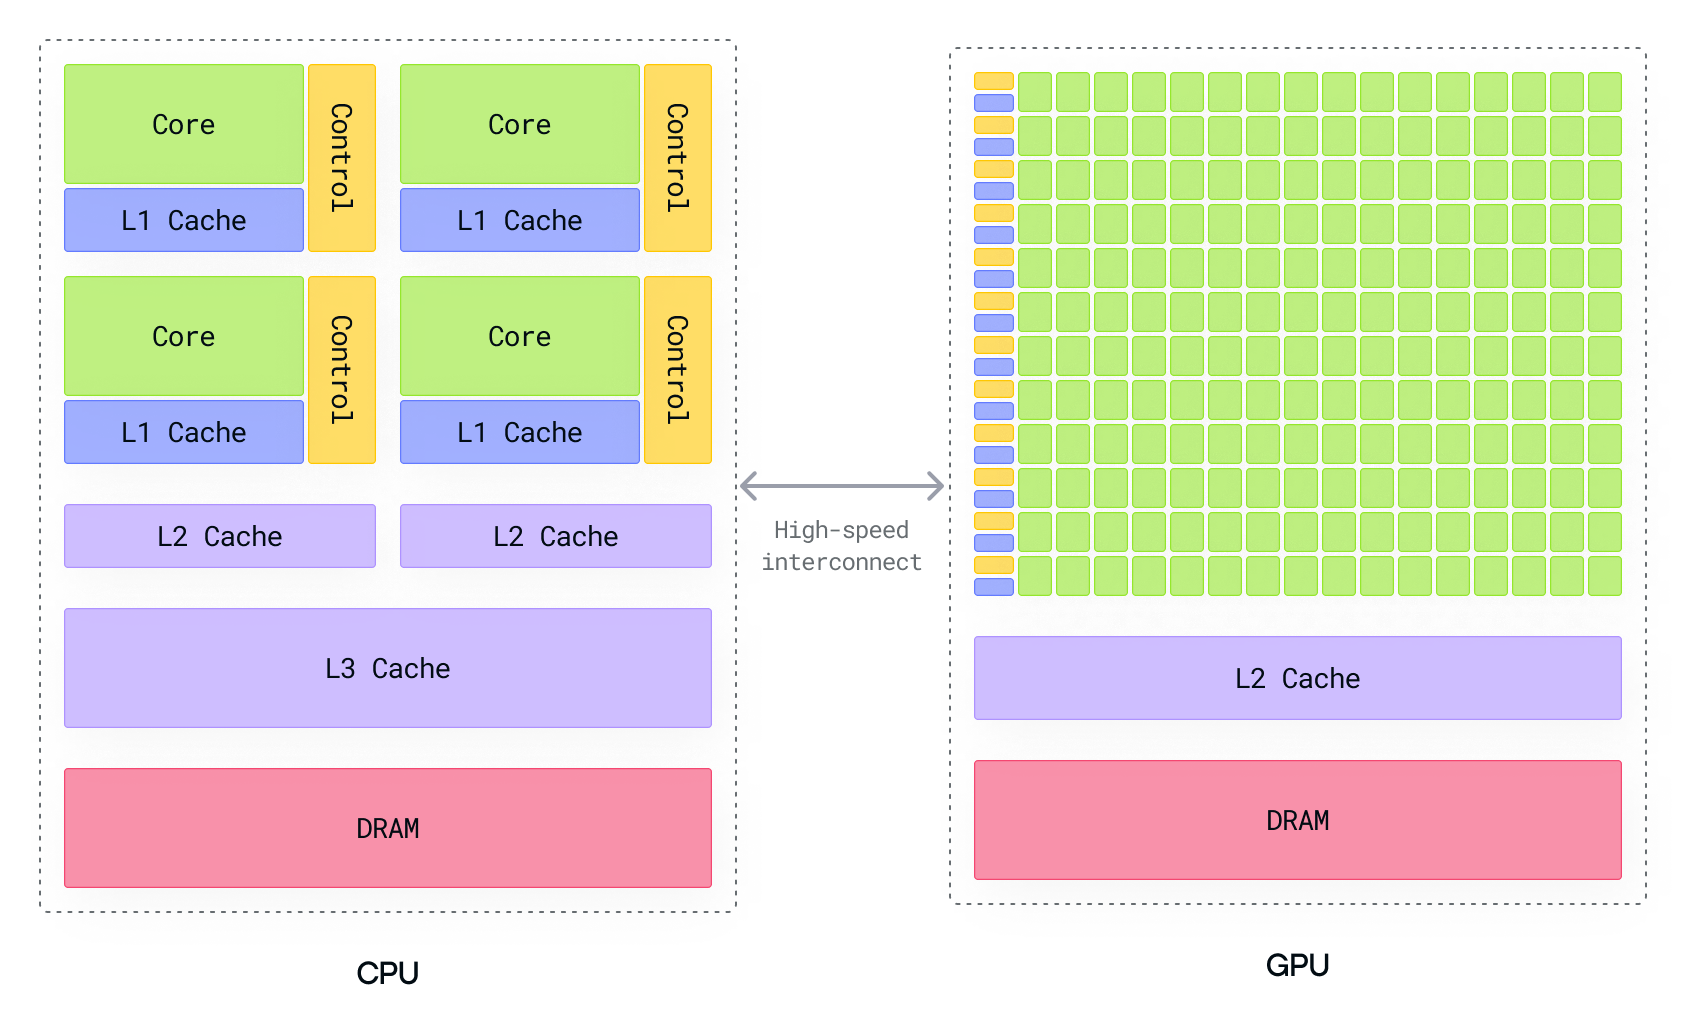 Core
Control
Core
Control
L1 Cache
L1 Cache
Core
Control
Core
Control
L1 Cache
L1 Cache
L2 Cache
L2 Cache
L3 Cache
DRAM
CPU
High-speed
interconnect
L2 Cache
DRAM
GPU